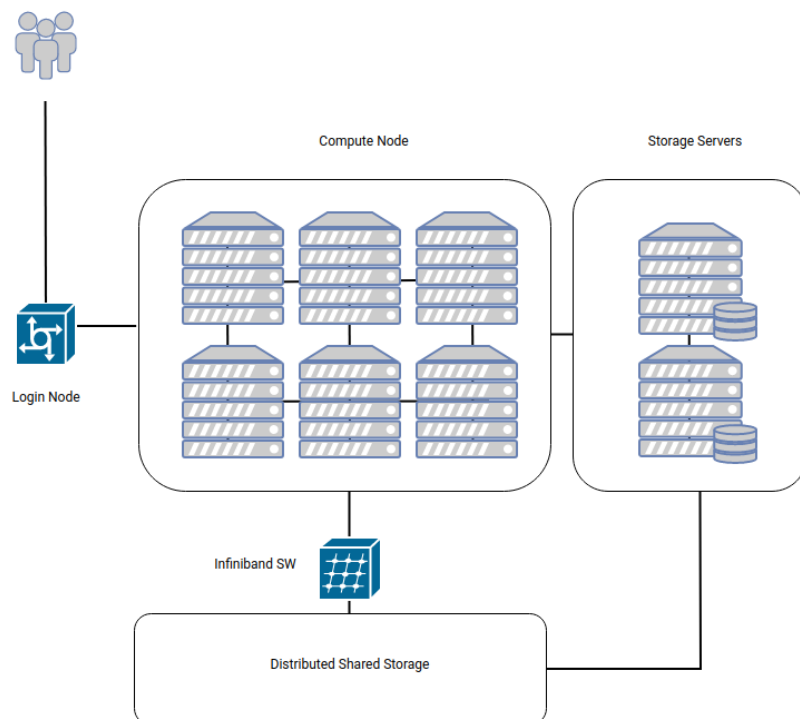 Compute Node
Storage Servers
Login Node
Infiniband SW
Distributed Shared Storage